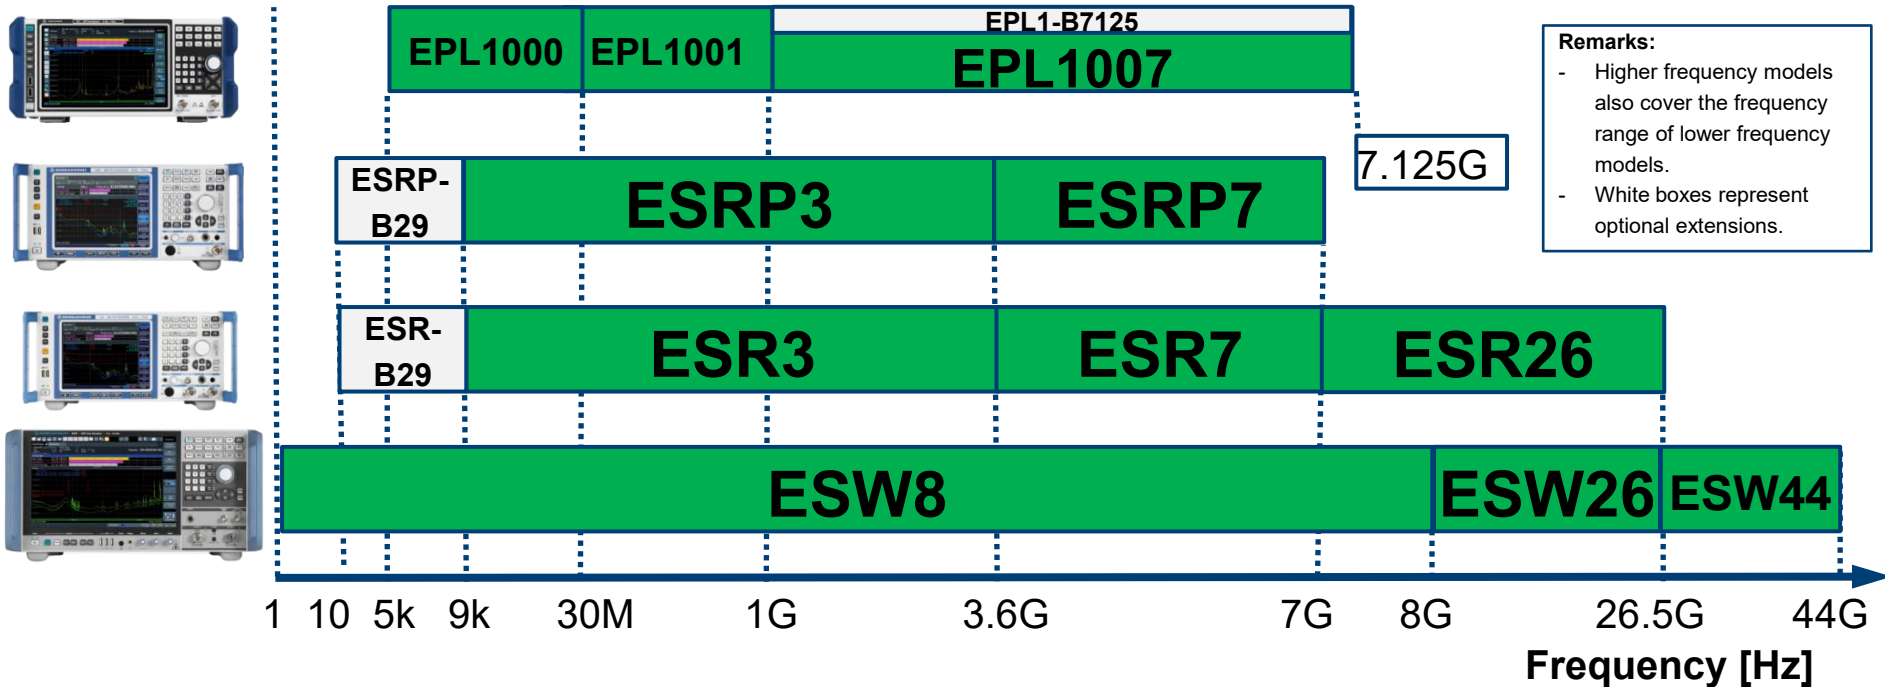 EPL1-B7125
EPL1000
EPL1001
EPL1007
Remarks:
- Higher frequency models
also cover the frequency
range of lower frequency
models.
- White boxes represent
optional extensions.
7.125G
ESRP-
B29
ESRP3
ESRP7
ESR-
B29
ESR3
ESR7
ESR26
ESW8
ESW26
ESW44
1 10 5k 9k 30M 1G 3.6G 7G 8G 26.5G 44G
Frequency [Hz]